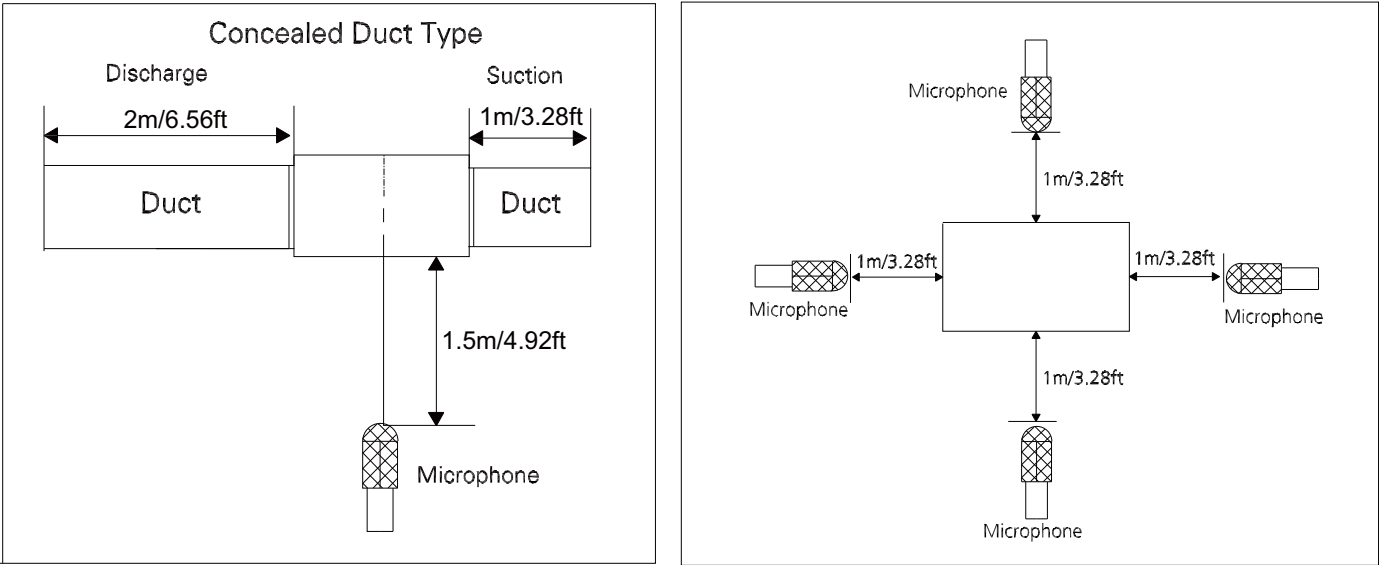 Concealed Duct Type
Discharge
Suction
2m/6.56ft
1m/3.28ft
Duct
Duct
1.5m/4.92ft
Microphone
Microphone
1m/3.28ft
1m/3.28ft
1m/3.28ft
Microphone
Microphone
1m/3.28ft
Microphone